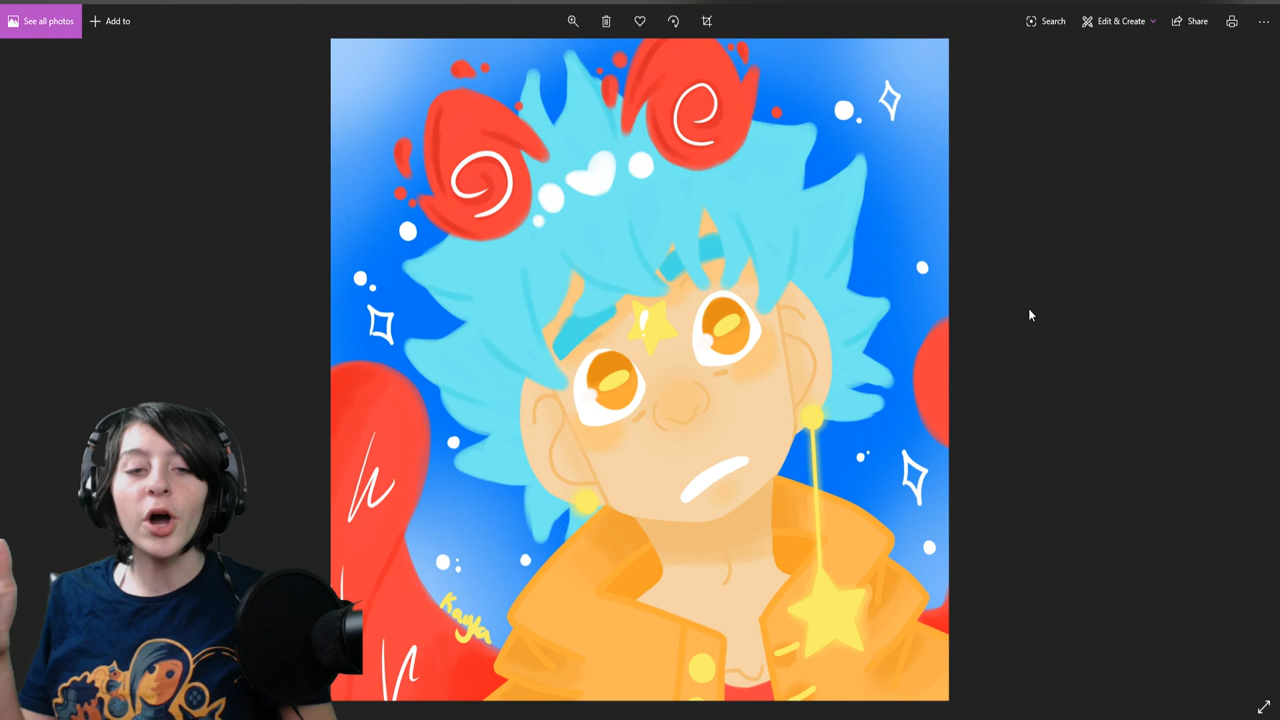 See all photos
Add to
Search
Edit & Create
Share
Kayla